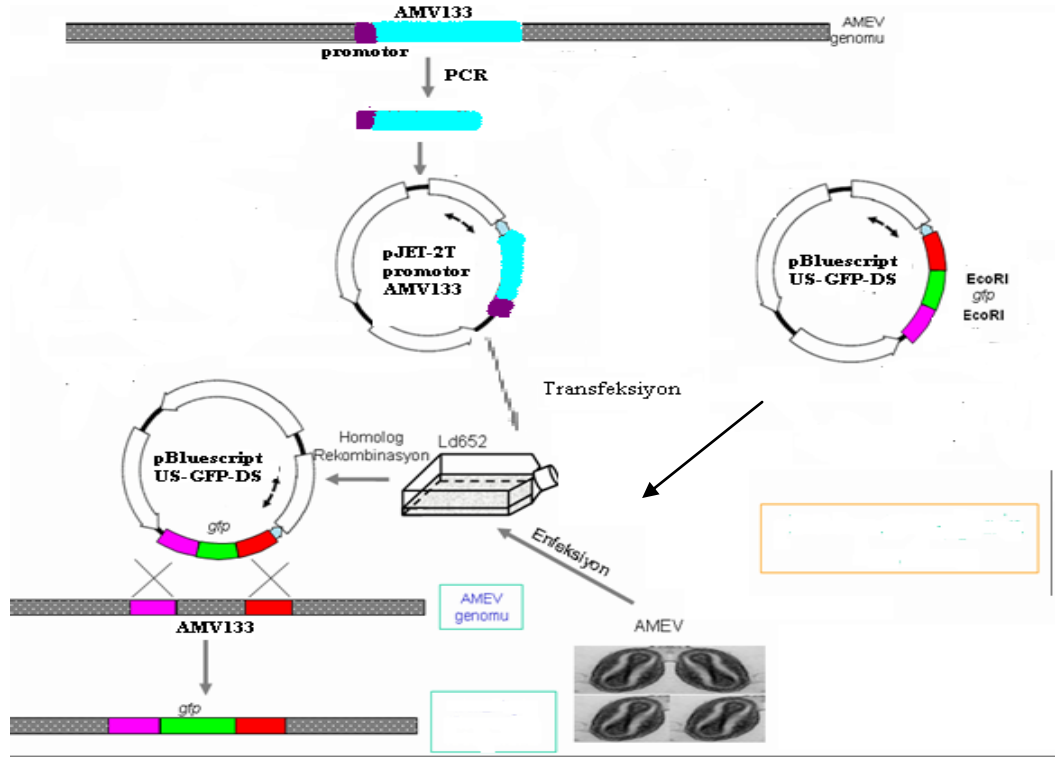 AMV133
AMEV
genomu
promotor
PCR
pJET-2T
promotor
AMV133
pBluescript
US-GFP-DS
EcoRI
gfp
EcoRI
Transfeksiyon
Homolog
Rekombinasyon
Ld652
pBluescript
US-GFP-DS
gfp
Enfeksiyon
AMEV
genomu
AMV133
AMEV
gfp